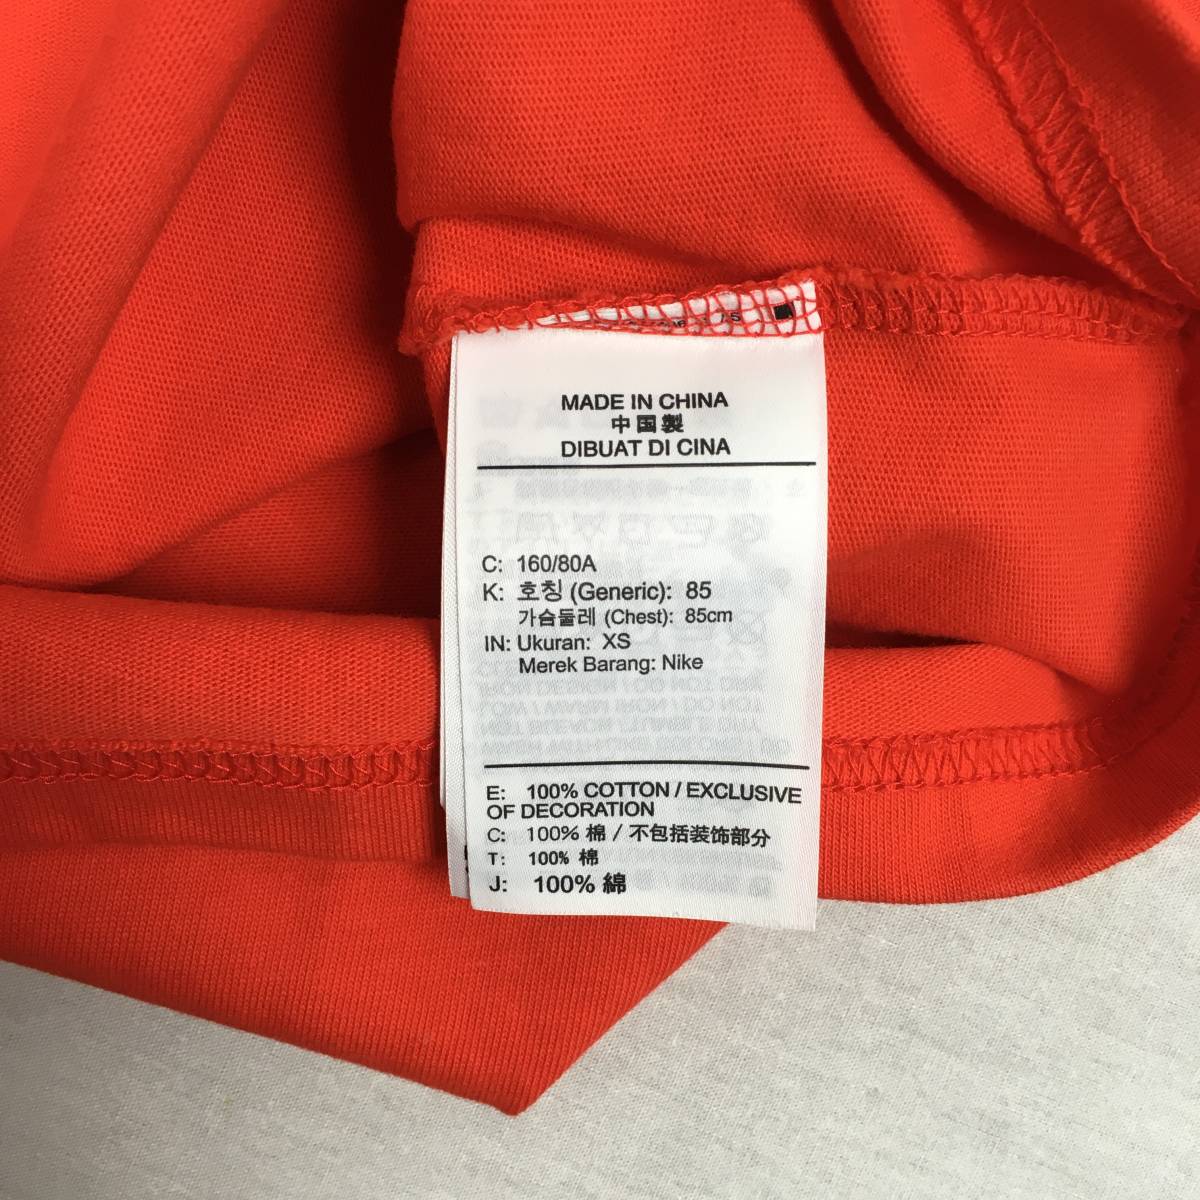 MADE IN CHINA
中国製
DIBUAT DI CINA
C: 160/80A
K: 호칭 (Generic): 85
가슴둘레 (Chest): 85cm
IN: Ukuran: XS
Merek Barang: Nike
E: 100% COTTON / EXCLUSIVE
OF DECORATION
C: 100% 棉 / 不包括装饰部分
T: 100% 棉
J: 100% 綿